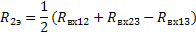 R₂э = 1/2 (Rвх12 + Rвх23 − Rвх13)